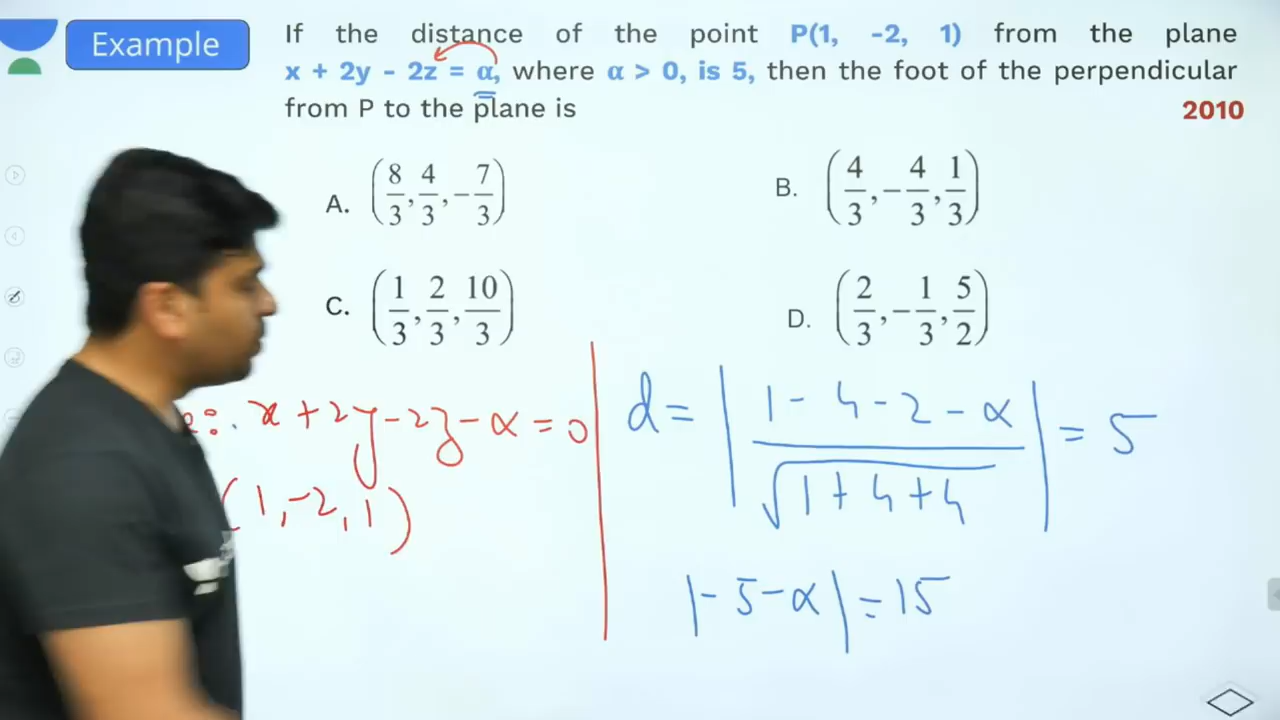 Example
If the distance of the point P(1, -2, 1) from the plane
x + 2y - 2z = α, where α > 0, is 5, then the foot of the perpendicular
from P to the plane is 2010
A. (8/3, 4/3, -7/3)
B. (4/3, -4/3, 1/3)
C. (1/3, 2/3, 10/3)
D. (2/3, -1/3, 5/2)
x + 2y - 2z - α = 0
(1, -2, 1)
d = |1 - 4 - 2 - α / √1 + 4 + 4| = 5
|-5 - α| = 15